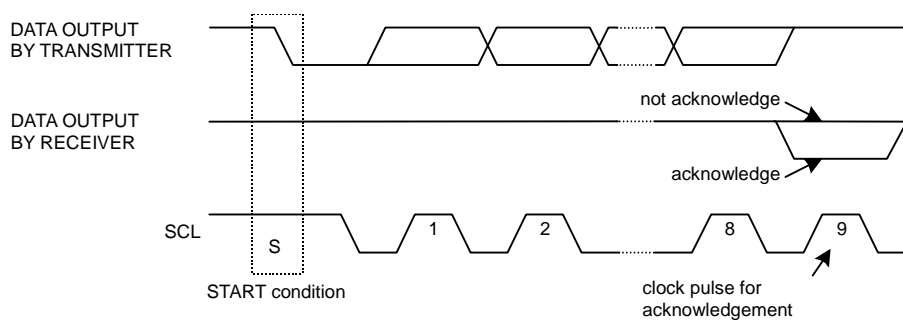 DATA OUTPUT
BY TRANSMITTER
not acknowledge
DATA OUTPUT
BY RECEIVER
acknowledge
SCL
S
1
2
8
9
START condition
clock pulse for
acknowledgement